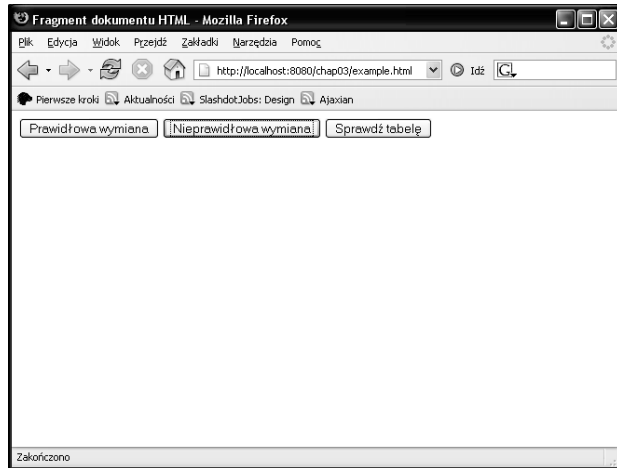 Fragment dokumentu HTML - Mozilla Firefox
Plik Edycja Widok Przejdź Zakładki Narzędzia Pomoc
http://localhost:8080/chap03/example.html Idź G
Pierwsze kroki Aktualności SlashdotJobs: Design Ajaxian
Prawidłowa wymiana Nieprawidłowa wymiana Sprawdź tabelę
Zakończono